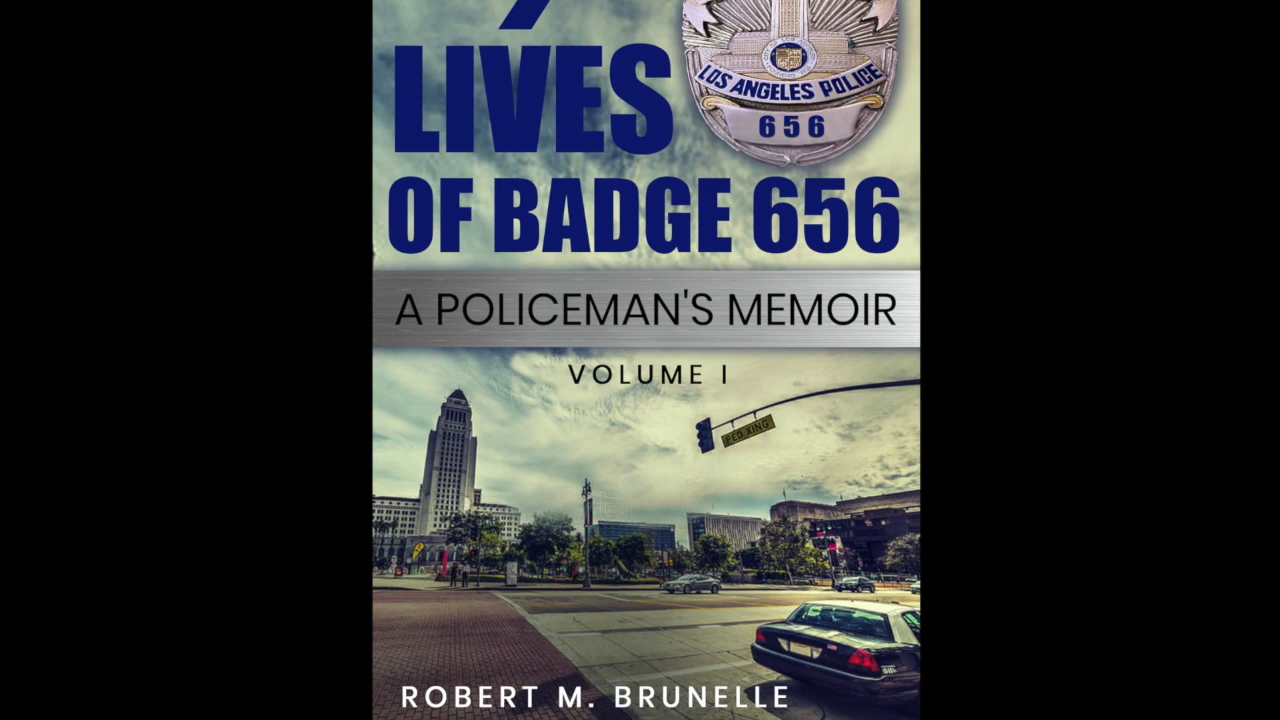 LIVES
LOS ANGELES POLICE
656
OF BADGE 656
A POLICEMAN'S MEMOIR
VOLUME I
PED XING
ROBERT M. BRUNELLE